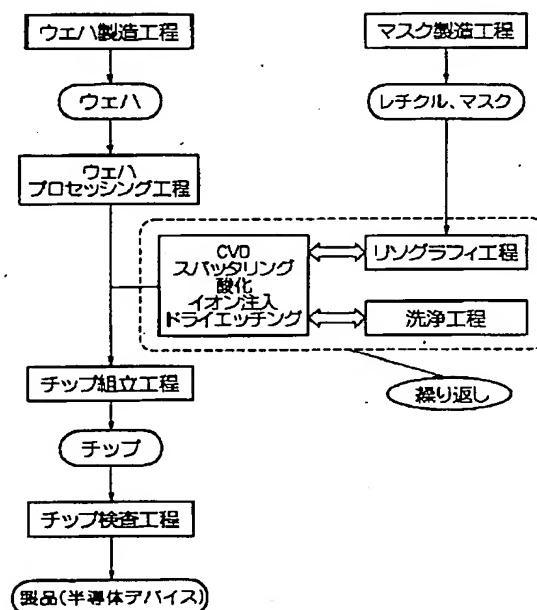 ウェハ製造工程
マスク製造工程
ウェハ
レチクル、マスク
ウェハ
プロセッシング工程
CVD
スパッタリング
酸化
イオン注入
ドライエッチング
リソグラフィ工程
洗浄工程
チップ組立工程
繰り返し
チップ
チップ検査工程
製品(半導体デバイス)